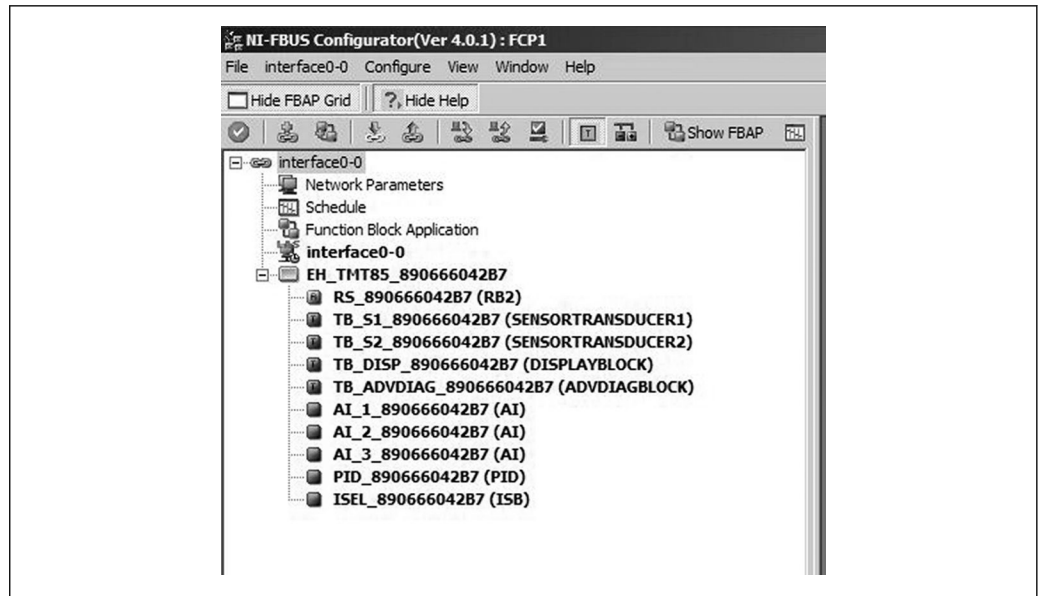 NI-FBUS Configurator(Ver 4.0.1) : FCP1
File interface0-0 Configure View Window Help
Hide FBAP Grid ?, Hide Help
Show FBAP
interface0-0
Network Parameters
Schedule
Function Block Application
interface0-0
EH_TMT85_890666042B7
RS_890666042B7 (RB2)
TB_S1_890666042B7 (SENSORTRANSDUCER1)
TB_S2_890666042B7 (SENSORTRANSDUCER2)
TB_DISP_890666042B7 (DISPLAYBLOCK)
TB_ADVDIAG_890666042B7 (ADVDIAGBLOCK)
AI_1_890666042B7 (AI)
AI_2_890666042B7 (AI)
AI_3_890666042B7 (AI)
PID_890666042B7 (PID)
ISEL_890666042B7 (ISB)